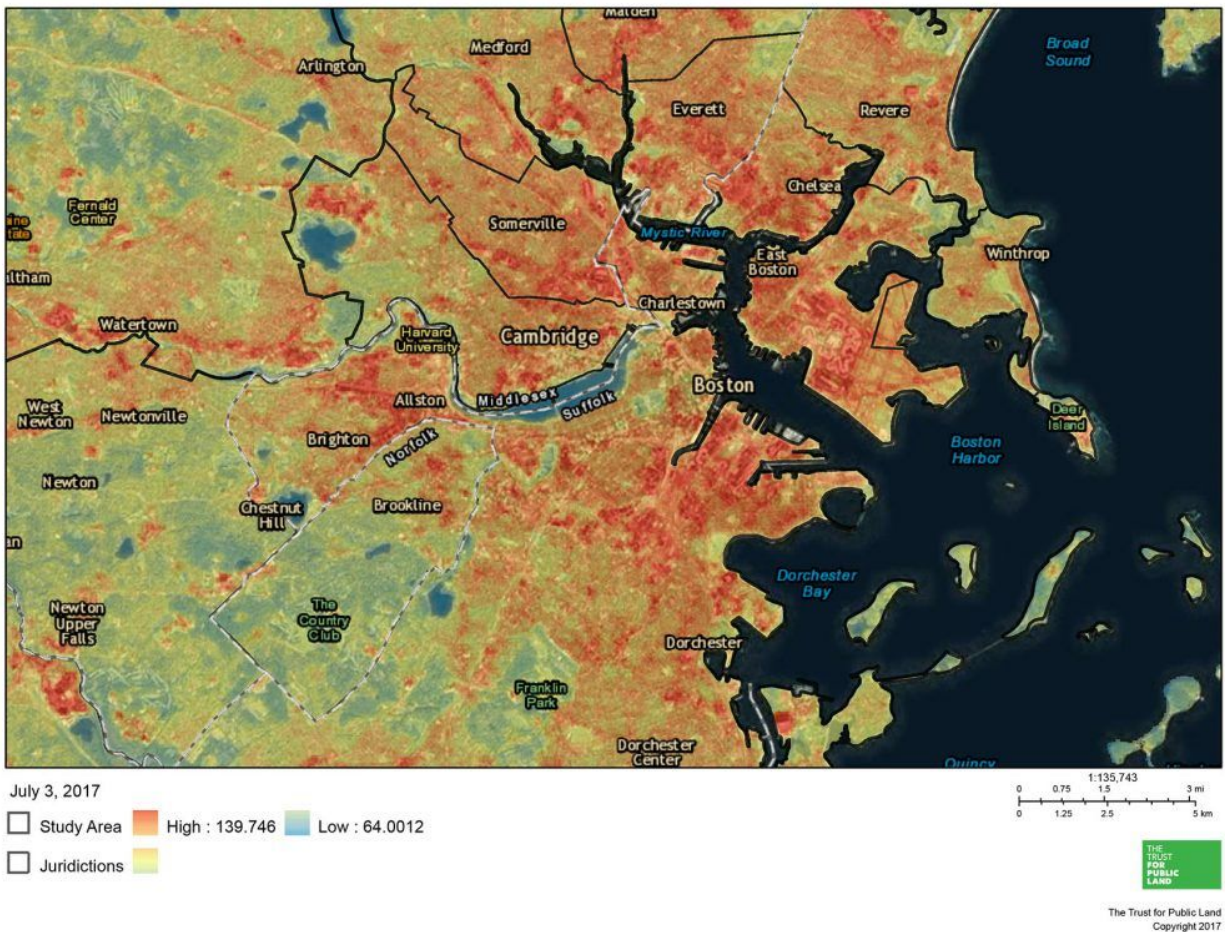 Malden
Broad
Sound
Medford
Arlington
Everett
Revere
Chelsea
Fernald
Center
Somerville
Mystic River
East
Boston
Winthrop
Charlestown
Watertown
Harvard
University
Cambridge
Boston
Allston
Middlesex
Suffolk
West
Newton
Newtonville
Brighton
Norfolk
Deer
Island
Boston
Harbor
Newton
Chestnut
Hill
Brookline
Dorchester
Bay
Newton
Upper
Falls
The
Country
Club
Dorchester
Franklin
Park
Dorchester
Center
Quincy
July 3, 2017
Study Area
High : 139.746
Low : 64.0012
Juridictions
1:135,743
0 0.75 1.5 3 mi
0 1.25 2.5 5 km
THE
TRUST
FOR
PUBLIC
LAND
The Trust for Public Land
Copyright 2017